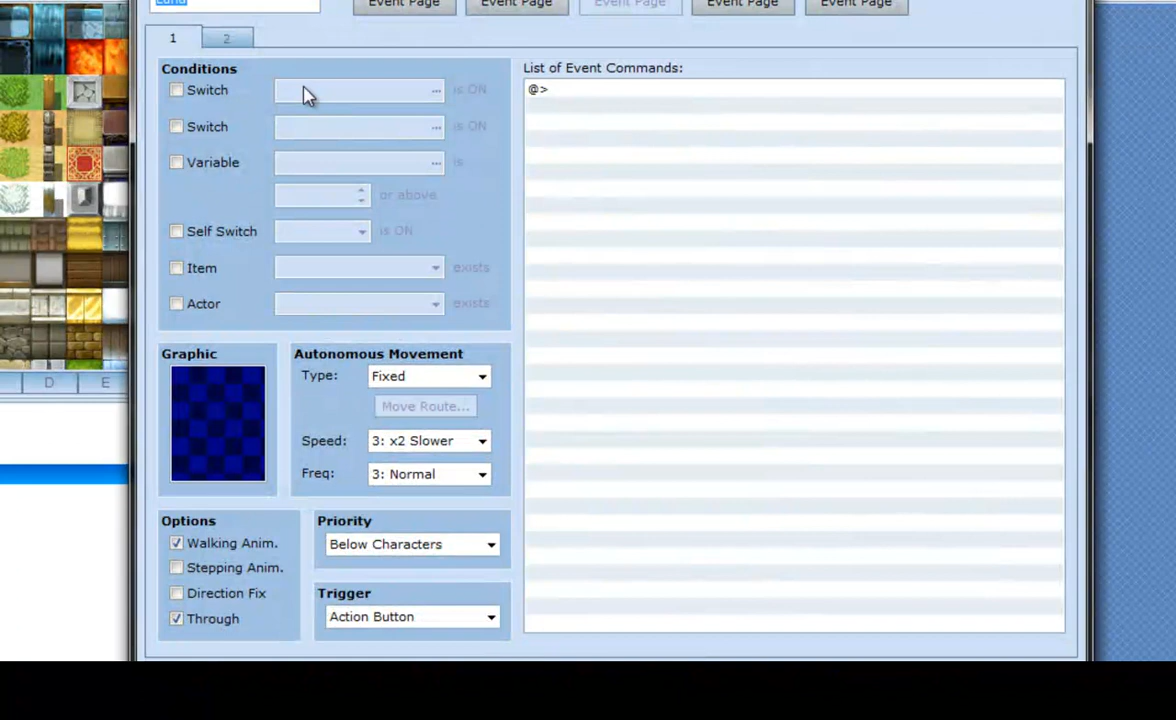 Luna
Event Page Event Page Event Page Event Page Event Page
1 2
Conditions
Switch ... is ON
Switch ... is ON
Variable ... is
or above
Self Switch is ON
Item exists
Actor exists
Graphic
Autonomous Movement
Type: Fixed
Move Route...
Speed: 3: x2 Slower
Freq: 3: Normal
Options
Walking Anim.
Stepping Anim.
Direction Fix
Through
Priority
Below Characters
Trigger
Action Button
List of Event Commands:
@>
D E